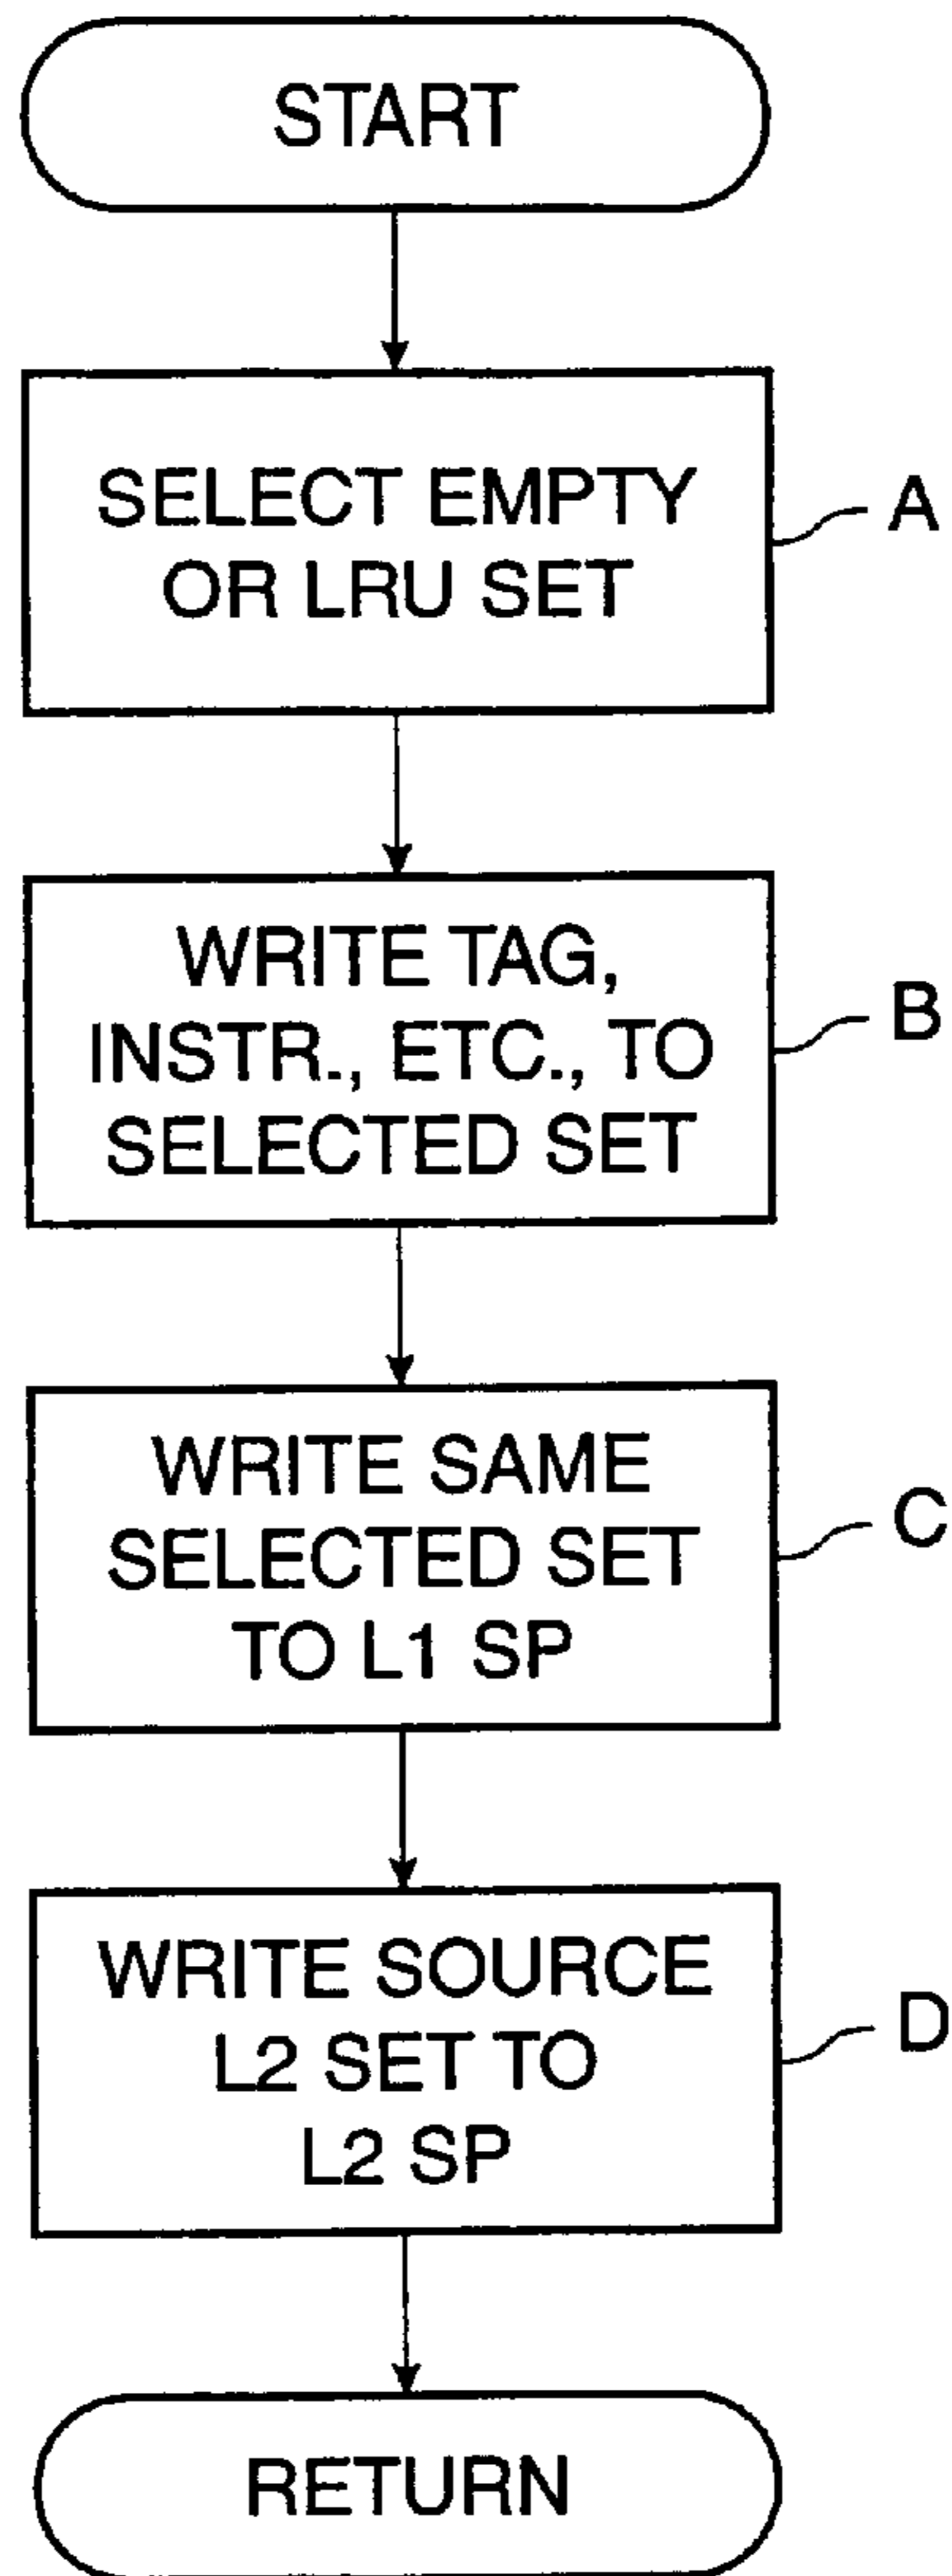 START
SELECT EMPTY
OR LRU SET
A
WRITE TAG,
INSTR., ETC., TO
SELECTED SET
B
WRITE SAME
SELECTED SET
TO L1 SP
C
WRITE SOURCE
L2 SET TO
L2 SP
D
RETURN